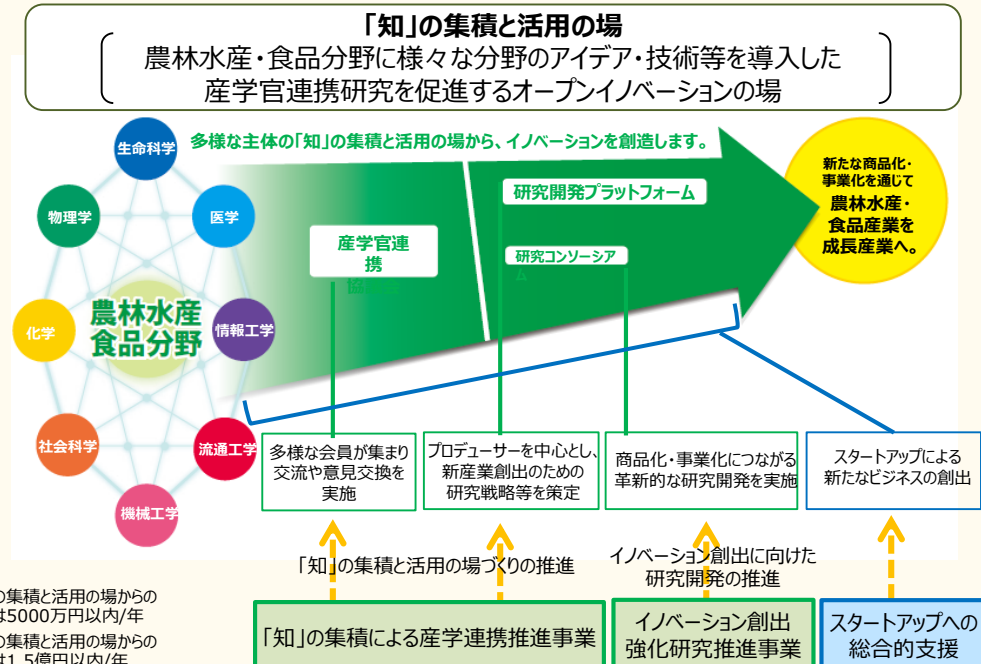 「知」の集積と活用の場
農林水産・食品分野に様々な分野のアイデア・技術等を導入した
産学官連携研究を促進するオープンイノベーションの場
多様な主体の「知」の集積と活用の場から、イノベーションを創造します。
生命科学
物理学
医学
化学
農林水産
食品分野
情報工学
社会科学
流通工学
機械工学
産学官連
携
研究開発プラットフォーム
研究コンソーシア
ム
新たな商品化・
事業化を通じて
農林水産・
食品産業を
成長産業へ。
多様な会員が集まり
交流や意見交換を
実施
プロデューサーを中心とし、
新産業創出のための
研究戦略等を策定
商品化・事業化につながる
革新的な研究開発を実施
スタートアップによる
新たなビジネスの創出
「知」の集積と活用の場づくりの推進
イノベーション創出に向けた
研究開発の推進
の集積と活用の場からの
は5000万円以内/年
の集積と活用の場からの
は1.5億円以内/年
「知」の集積による産学連携推進事業
イノベーション創出
強化研究推進事業
スタートアップへの
総合的支援